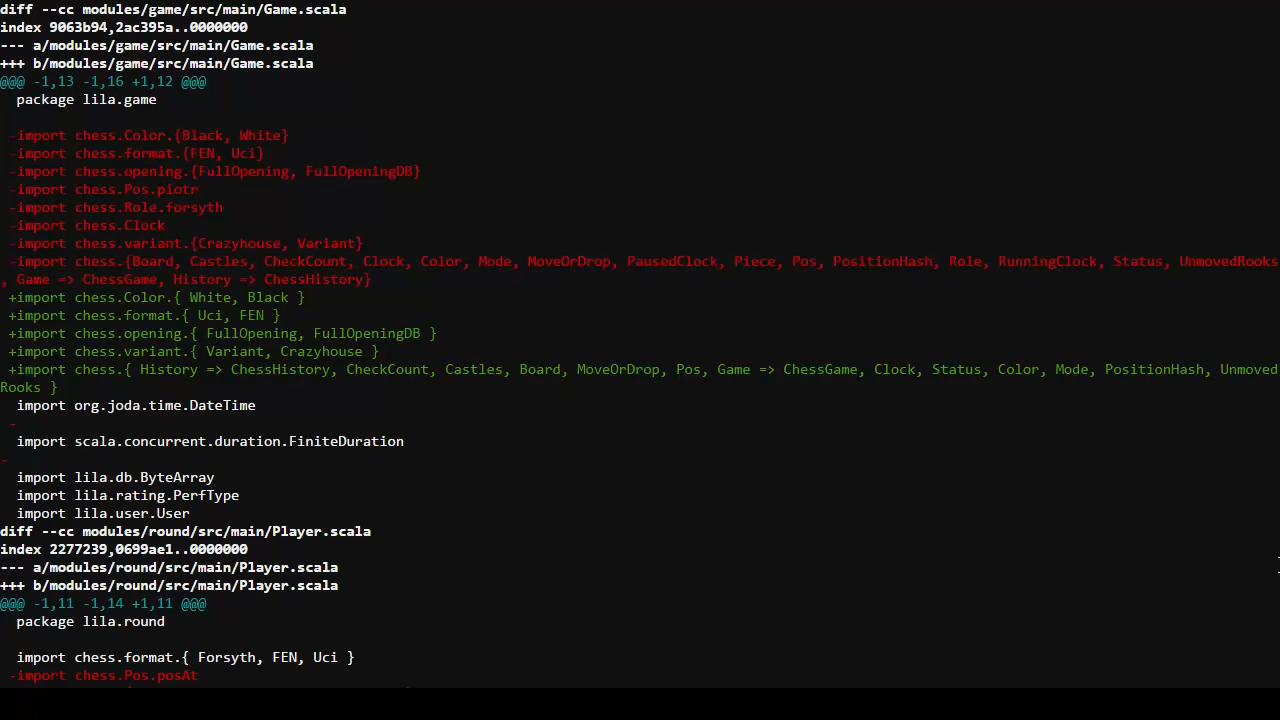 diff --cc modules/game/src/main/Game.scala
index 9063b94,2ac395a..0000000
--- a/modules/game/src/main/Game.scala
+++ b/modules/game/src/main/Game.scala
@@@ -1,13 -1,16 +1,12 @@@
  package lila.game
 -import chess.Color.{Black, White}
 -import chess.format.{FEN, Uci}
 -import chess.opening.{FullOpening, FullOpeningDB}
 -import chess.Pos.piotr
 -import chess.Role.forsyth
 -import chess.Clock
 -import chess.variant.{Crazyhouse, Variant}
 -import chess.{Board, Castles, CheckCount, Clock, Color, Mode, MoveOrDrop, PausedClock, Piece, Pos, PositionHash, Role, RunningClock, Status, UnmovedRooks
, Game => ChessGame, History => ChessHistory}
 +import chess.Color.{ White, Black }
 +import chess.format.{ Uci, FEN }
 +import chess.opening.{ FullOpening, FullOpeningDB }
 +import chess.variant.{ Variant, Crazyhouse }
 +import chess.{ History => ChessHistory, CheckCount, Castles, Board, MoveOrDrop, Pos, Game => ChessGame, Clock, Status, Color, Mode, PositionHash, Unmoved
Rooks }
  import org.joda.time.DateTime
 -
  import scala.concurrent.duration.FiniteDuration
-
  import lila.db.ByteArray
  import lila.rating.PerfType
  import lila.user.User
diff --cc modules/round/src/main/Player.scala
index 2277239,0699ae1..0000000
--- a/modules/round/src/main/Player.scala
+++ b/modules/round/src/main/Player.scala
@@@ -1,11 -1,14 +1,11 @@@
  package lila.round
  import chess.format.{ Forsyth, FEN, Uci }
 -import chess.Pos.posAt